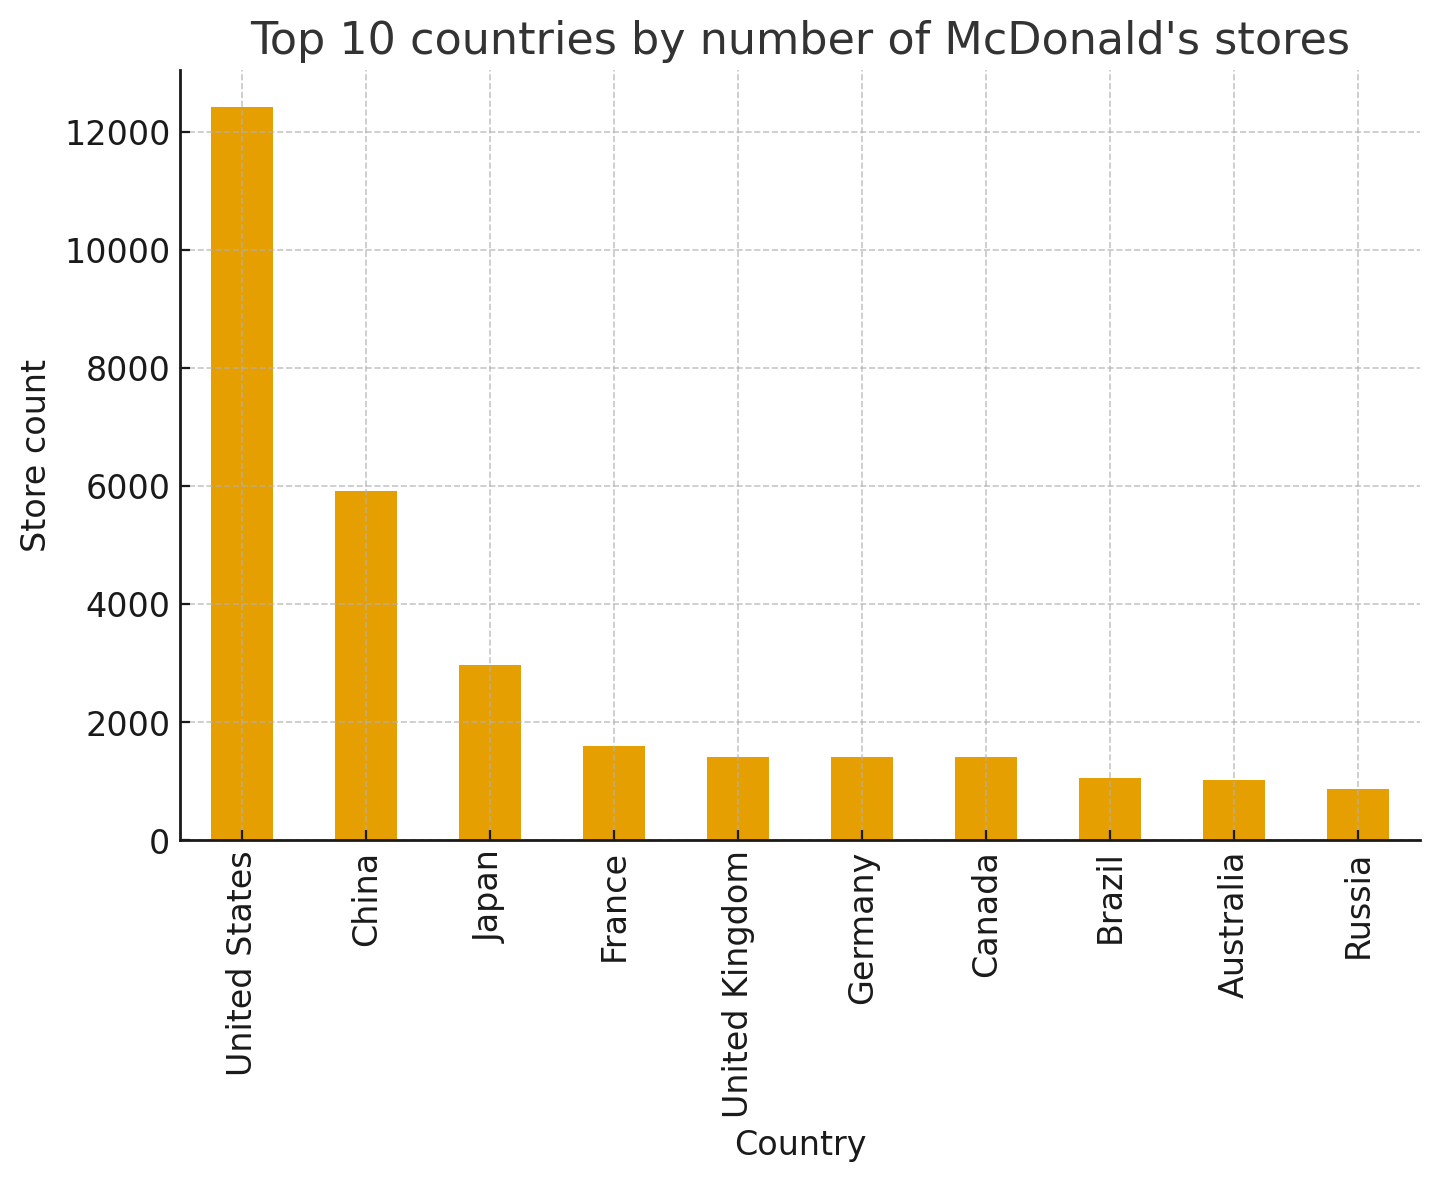 Top 10 countries by number of McDonald's stores
Store count
12000
10000
8000
6000
4000
2000
0
United States
China
Japan
France
United Kingdom
Germany
Canada
Brazil
Australia
Russia
Country